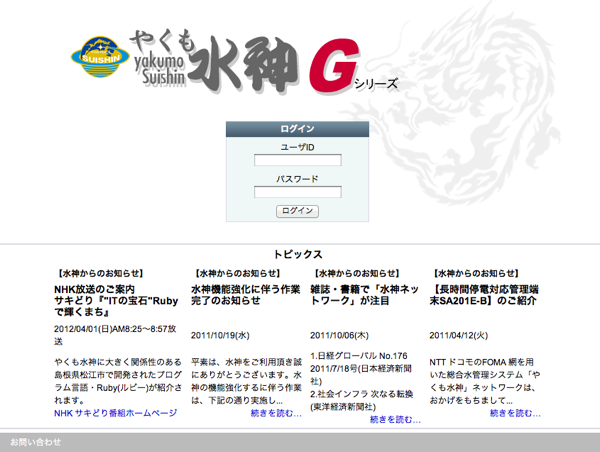 やくも
yakumo
Suishin
水神
Gシリーズ
SUISHIN
ログイン
ユーザID
パスワード
ログイン
トピックス
【水神からのお知らせ】
NHK放送のご案内
サキどり『"ITの宝石"Ruby
で輝くまち』
2012/04/01(日)AM8:25〜8:57放
送
やくも水神に大きく関係性のある
島根県松江市で開発されたプログ
ラム言語・Ruby(ルビー)が紹介さ
れます。
NHK サキどり番組ホームページ
【水神からのお知らせ】
水神機能強化に伴う作業
完了のお知らせ
2011/10/19(水)
平素は、水神をご利用頂き誠
にありがとうございます。水
神の機能強化するに伴う作業
は、下記の通り実施し...
続きを読む…
【水神からのお知らせ】
雑誌・書籍で「水神ネッ
トワーク」が注目
2011/10/06(木)
1.日経グローバル No.176
2011/7/18号(日本経済新聞
社)
2.社会インフラ 次なる転換
(東洋経済新聞社)
続きを読む…
【水神からのお知らせ】
【長時間停電対応管理端
末SA201E-B】のご紹介
2011/04/12(火)
NTT ドコモのFOMA 網を用
いた総合水管理システム「や
くも水神」ネットワークは、
おかげをもちまして...
続きを読む…
お問い合わせ